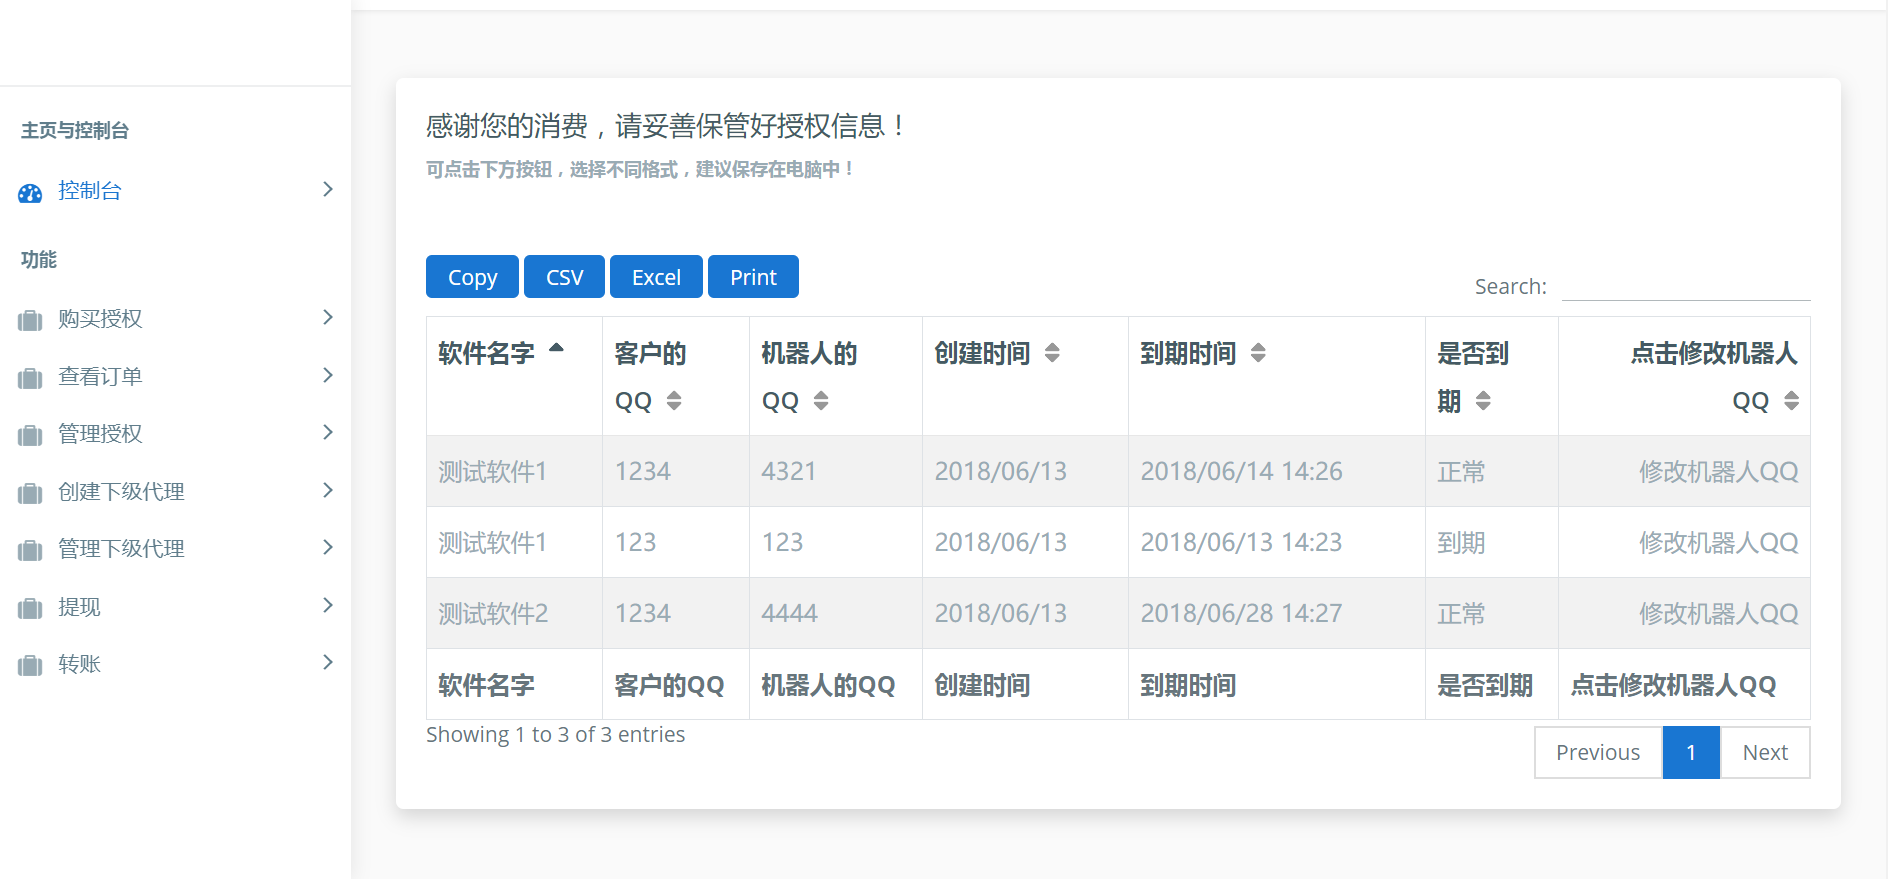 主页与控制台
控制台
功能
购买授权
查看订单
管理授权
创建下级代理
管理下级代理
提现
转账
感谢您的消费，请妥善保管好授权信息！
可点击下方按钮，选择不同格式，建议保存在电脑中！
Copy CSV Excel Print
Search:
软件名字 客户的QQ 机器人的QQ 创建时间 到期时间 是否到期 点击修改机器人QQ
测试软件1 1234 4321 2018/06/13 2018/06/14 14:26 正常 修改机器人QQ
测试软件1 123 123 2018/06/13 2018/06/13 14:23 到期 修改机器人QQ
测试软件2 1234 4444 2018/06/13 2018/06/28 14:27 正常 修改机器人QQ
软件名字 客户的QQ 机器人的QQ 创建时间 到期时间 是否到期 点击修改机器人QQ
Showing 1 to 3 of 3 entries
Previous 1 Next